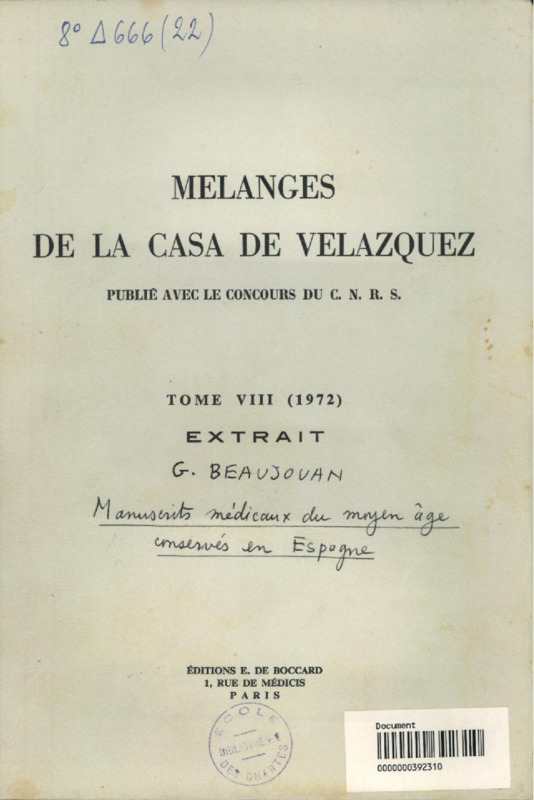 8° Δ 666 (22)
MELANGES
DE LA CASA DE VELAZQUEZ
PUBLIÉ AVEC LE CONCOURS DU C. N. R. S.
TOME VIII (1972)
EXTRAIT
G. BEAUJOUAN
Manuscrits médicaux du moyen âge
conservés en Espagne
ÉDITIONS E. DE BOCCARD
1, RUE DE MÉDICIS
PARIS
ECOLE
BIBLIOTHÈQUE
DES CHARTES
Document
0000000392310